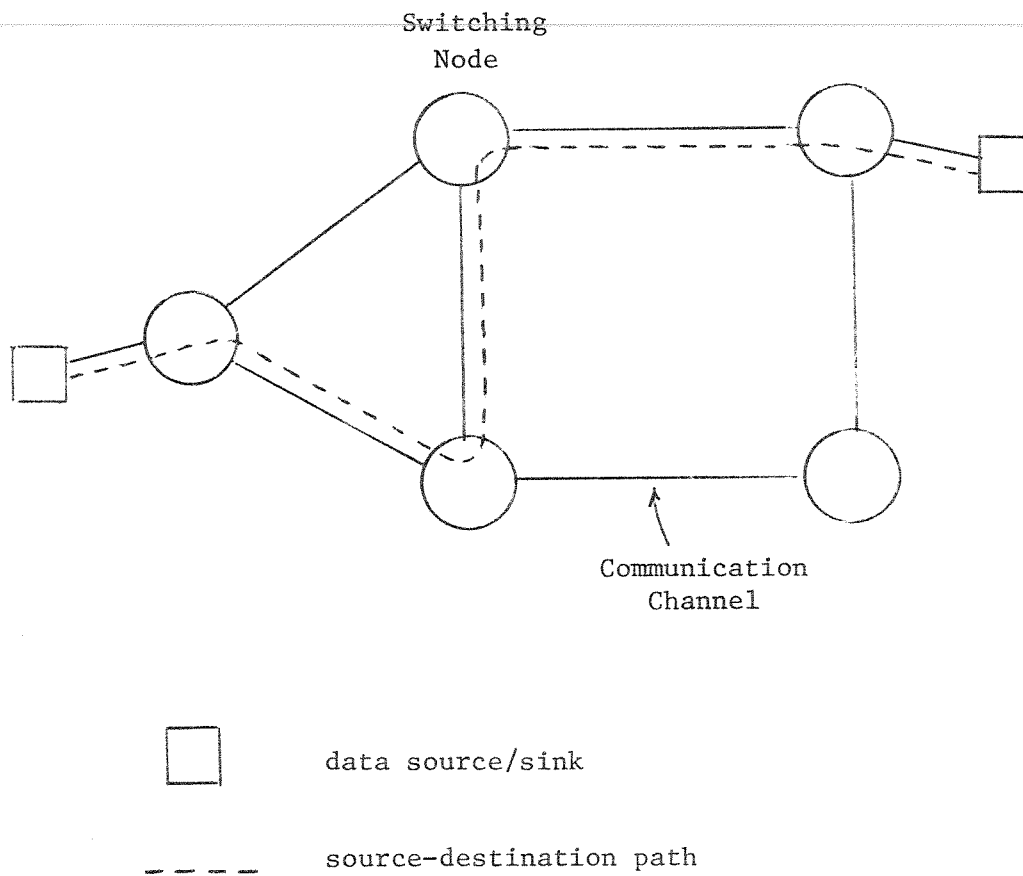 Switching
Node
Communication
Channel
data source/sink
source-destination path